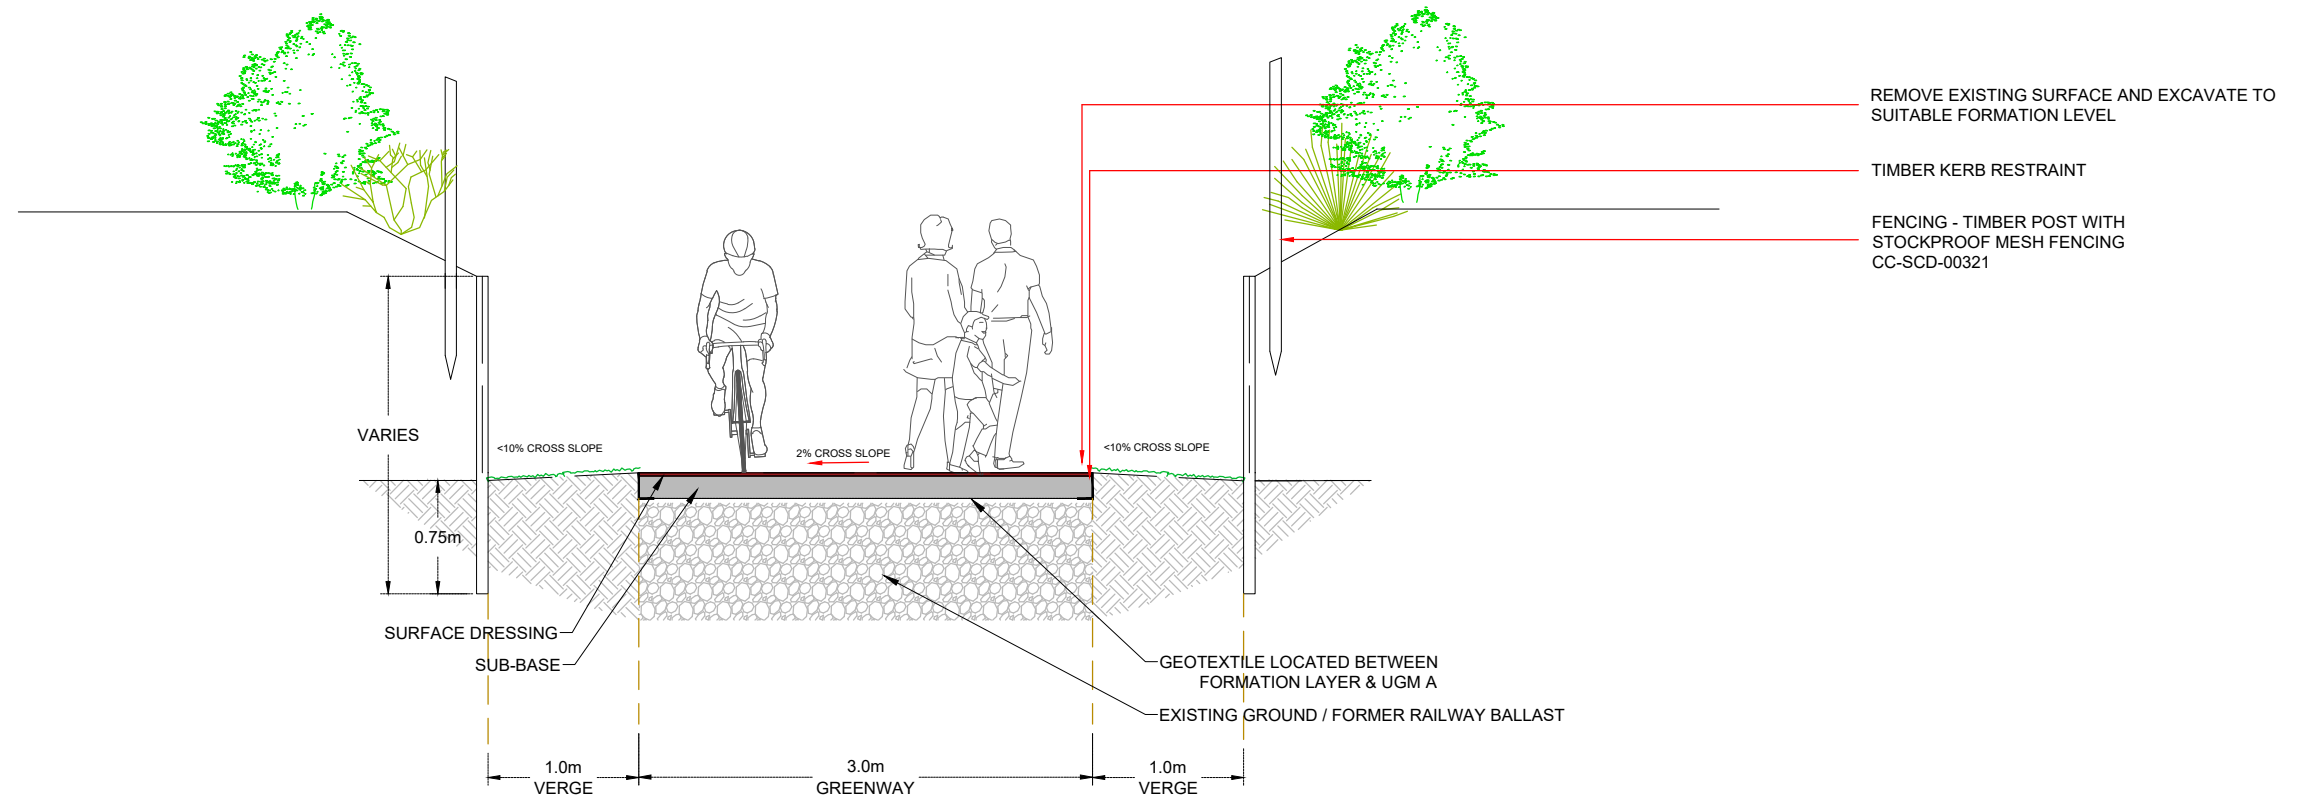 REMOVE EXISTING SURFACE AND EXCAVATE TO
SUITABLE FORMATION LEVEL
TIMBER KERB RESTRAINT
FENCING - TIMBER POST WITH
STOCKPROOF MESH FENCING
CC-SCD-00321
VARIES
<10% CROSS SLOPE
2% CROSS SLOPE
<10% CROSS SLOPE
0.75m
SURFACE DRESSING
SUB-BASE
GEOTEXTILE LOCATED BETWEEN
FORMATION LAYER & UGM A
EXISTING GROUND / FORMER RAILWAY BALLAST
1.0m
VERGE
3.0m
GREENWAY
1.0m
VERGE